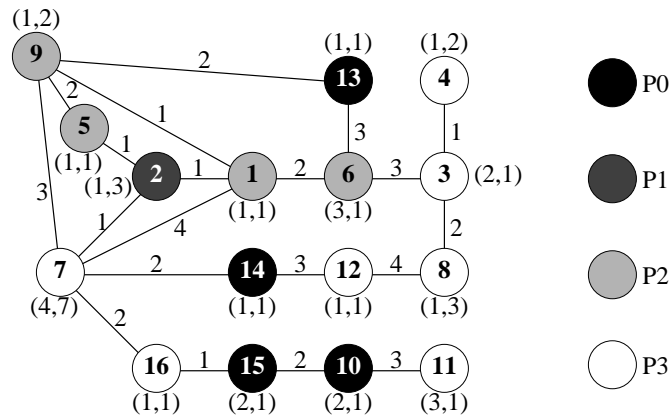 (1,2) (1,1) (1,2)
9 2 13 4 P0
2 1 3 1
5 1
(1,1) (1,3) 2 1 1 2 6 3 3 (2,1) P1
3 (1,1) (3,1)
1 4 2
7 2 14 3 12 4 8 P2
(4,7) (1,1) (1,1) (1,3)
2
16 1 15 2 10 3 11 P3
(1,1) (2,1) (2,1) (3,1)